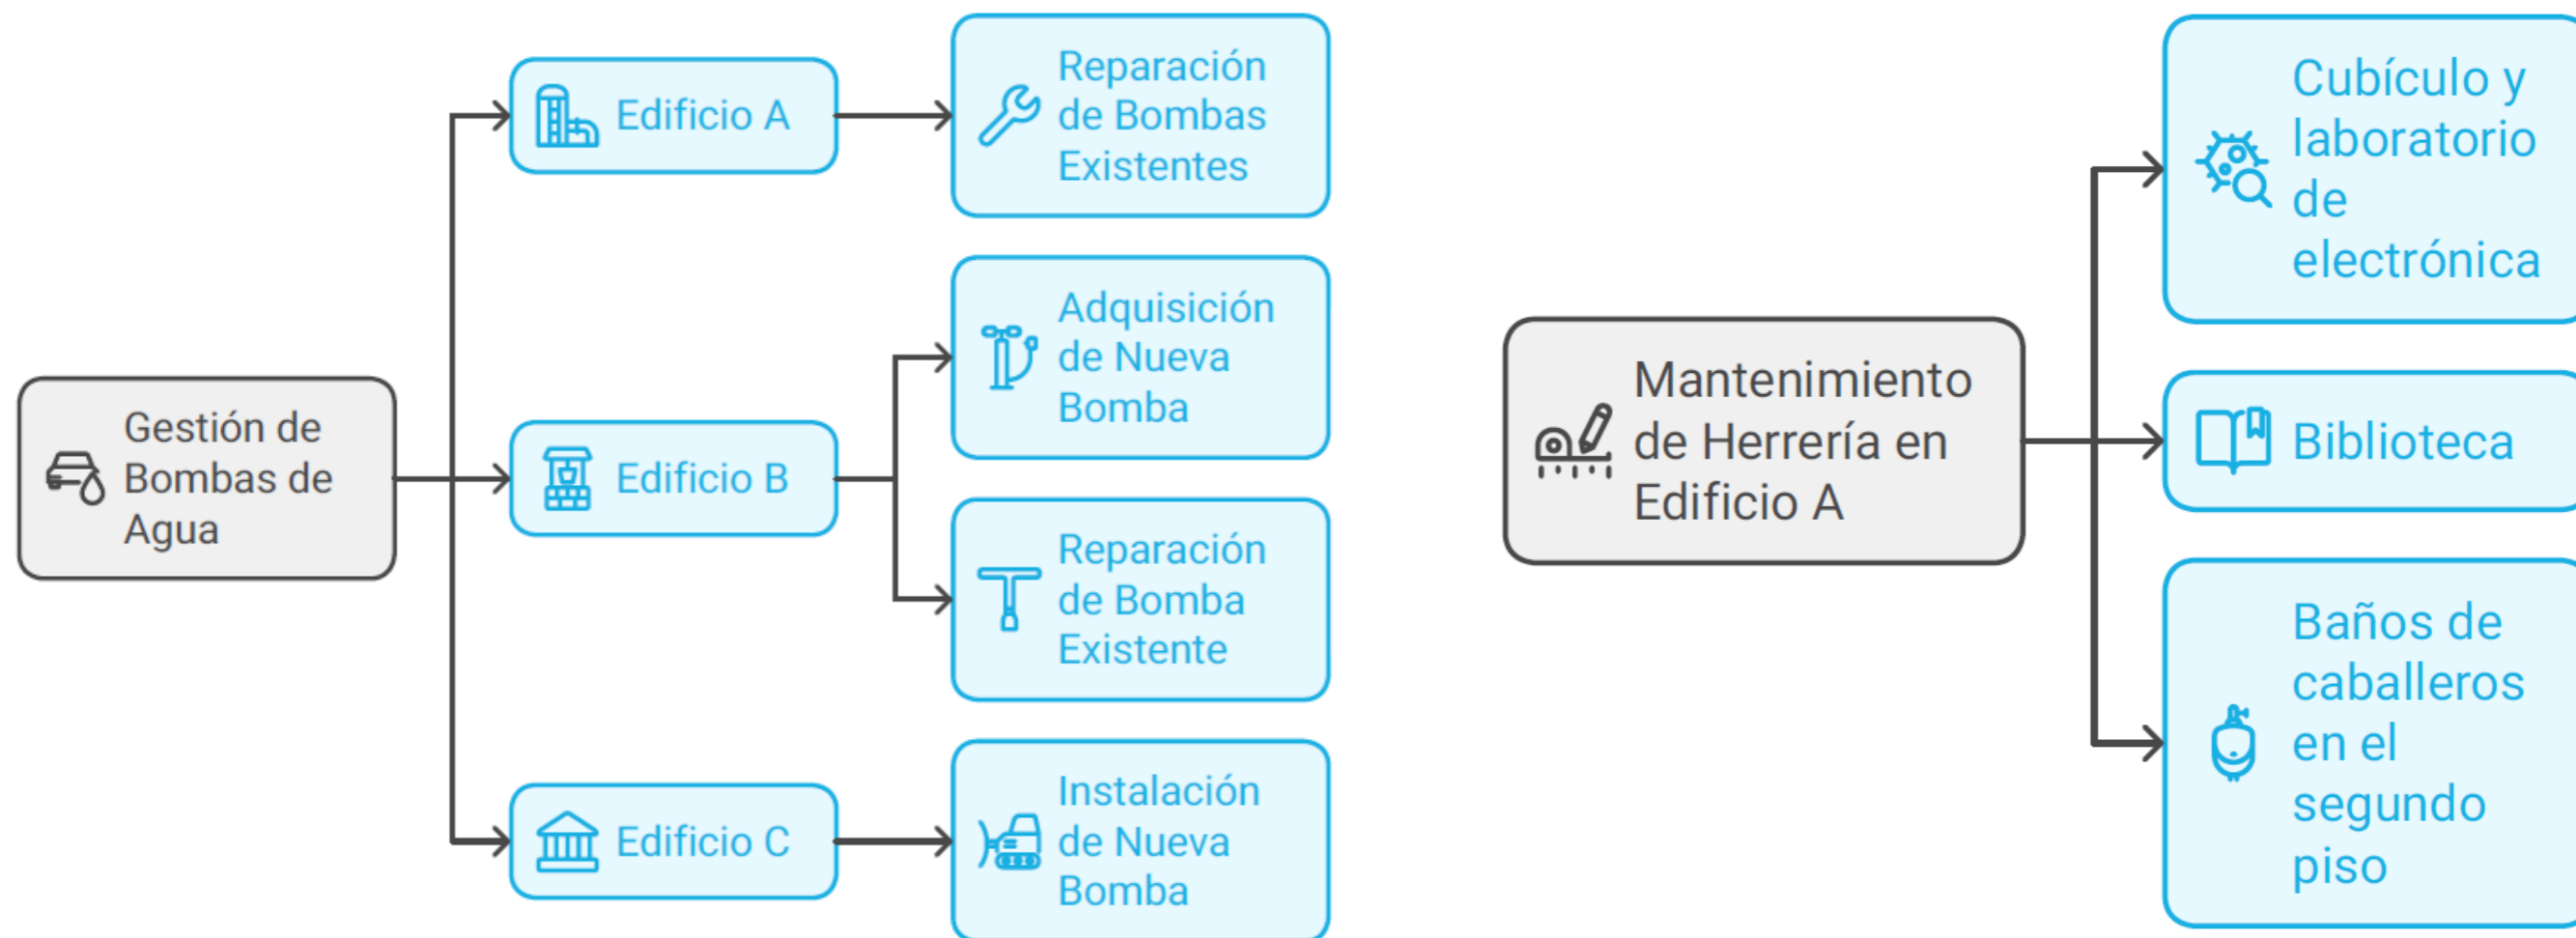 Gestión de
Bombas de
Agua
Edificio A
Reparación
de Bombas
Existentes
Edificio B
Adquisición
de Nueva
Bomba
Reparación
de Bomba
Existente
Edificio C
Instalación
de Nueva
Bomba
Mantenimiento
de Herrería en
Edificio A
Cubículo y
laboratorio
de
electrónica
Biblioteca
Baños de
caballeros
en el
segundo
piso